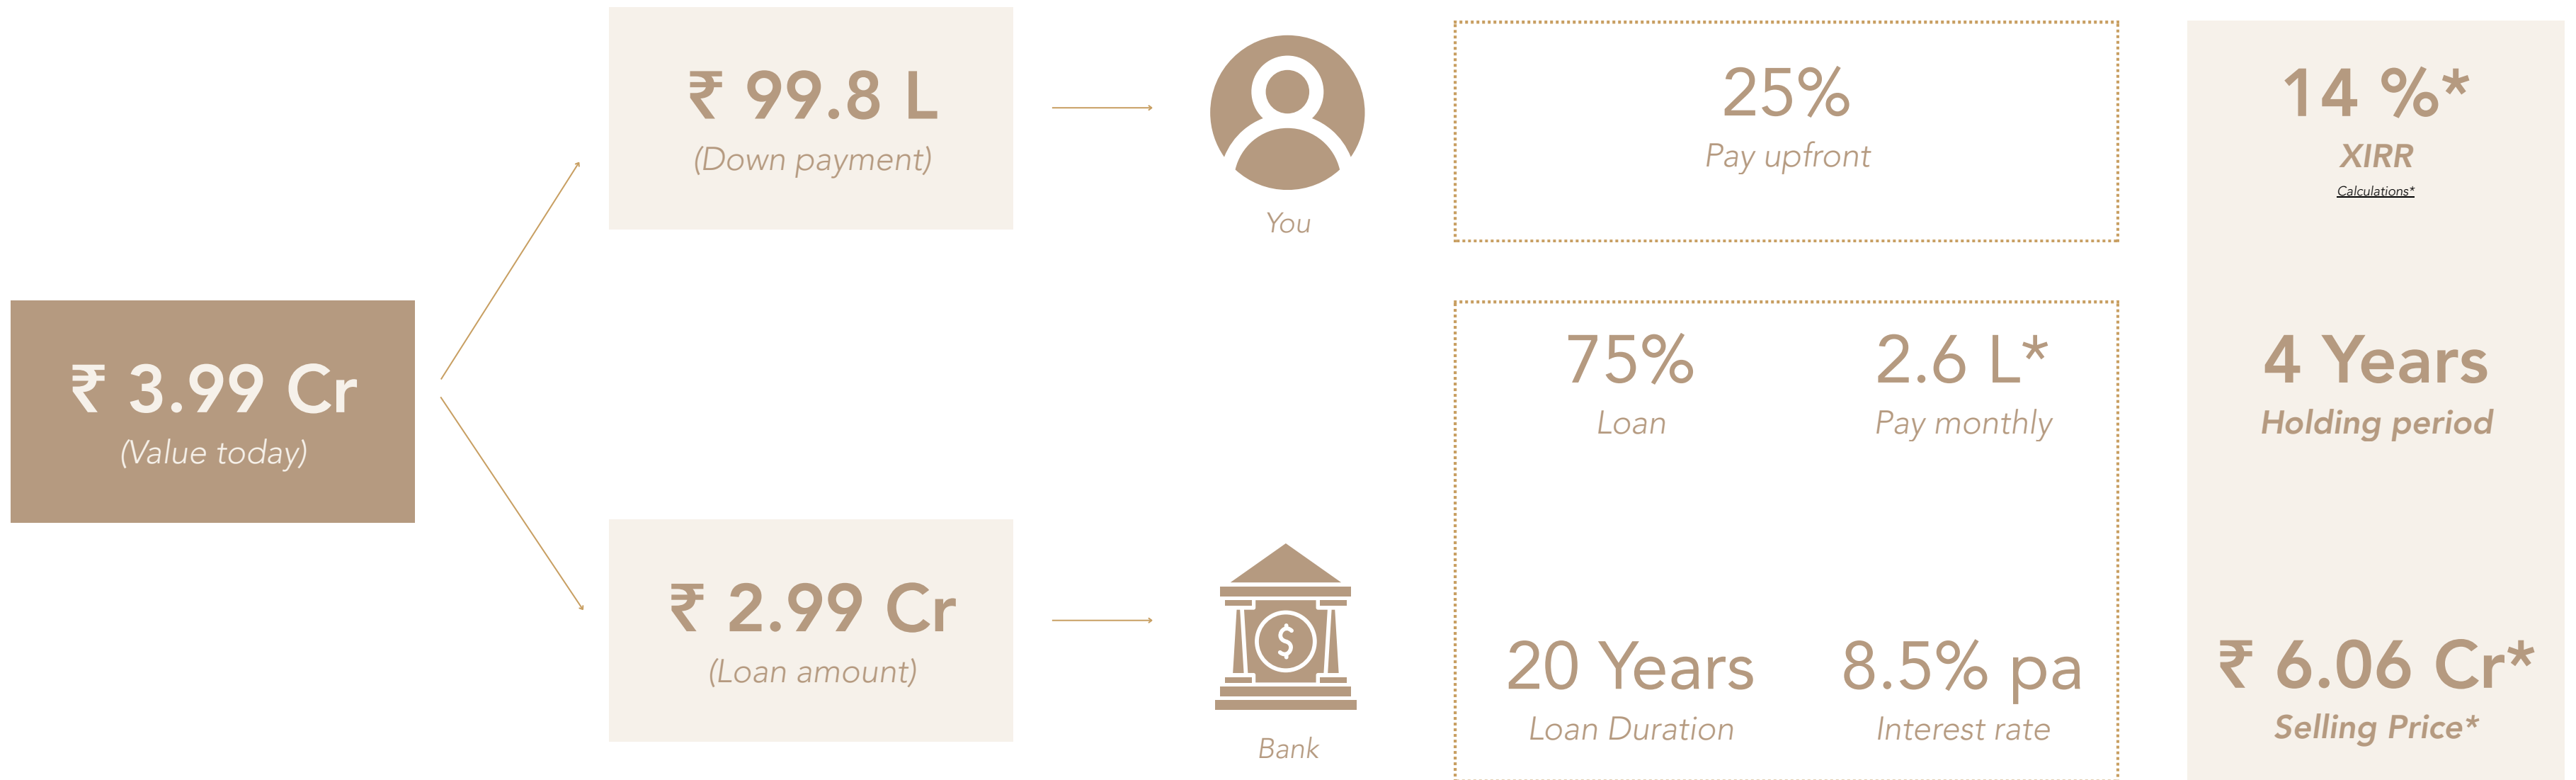 ₹ 3.99 Cr
(Value today)
₹ 99.8 L
(Down payment)
You
25%
Pay upfront
₹ 2.99 Cr
(Loan amount)
$
Bank
75%
Loan
2.6 L*
Pay monthly
20 Years
Loan Duration
8.5% pa
Interest rate
14 %*
XIRR
Calculations*
4 Years
Holding period
₹ 6.06 Cr*
Selling Price*